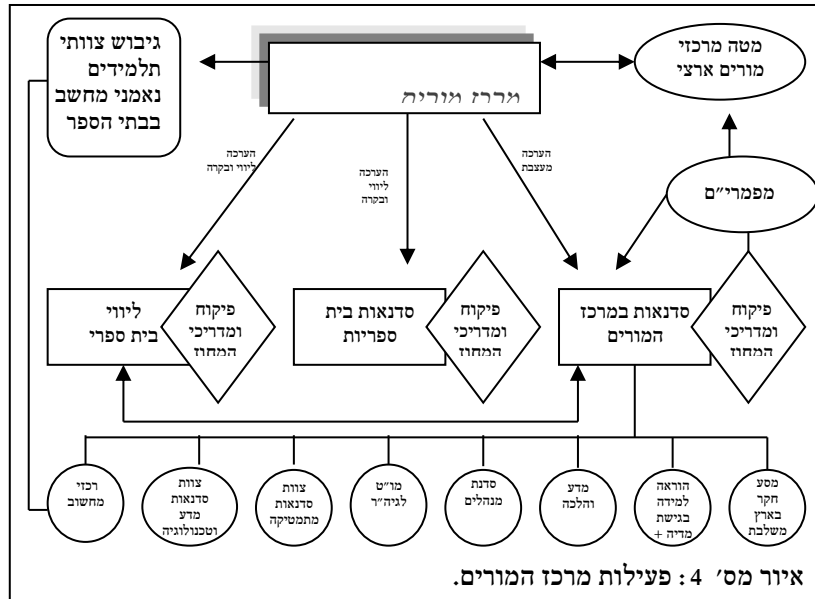 גיבוש צוותי
תלמידים
נאמני מחשב
בבתי הספר
מרכז מוריה
מטה מרכזי
מורים ארצי
הערכה
ליווי ובקרה
הערכה
ליווי
ובקרה
הערכה
מעצבת
מפמרי״ם
ליווי
בית ספרי
פיקוח
ומדריכי
המחוז
סדנאות בית
ספריות
פיקוח
ומדריכי
המחוז
סדנאות במרכז
המורים
פיקוח
ומדריכי
המחוז
רכזי
מחשוב
צוות
סדנאות
מדע
וטכנולוגיה
צוות
סדנאות
מתמטיקה
מו״ט
לגיה״ר
סדנת
מנהלים
מדע
והלכה
הוראה
למידה
בגישת
מדיה +
מסע
חקר
בארץ
משלבת
איור מס׳ 4: פעילות מרכז המורים.